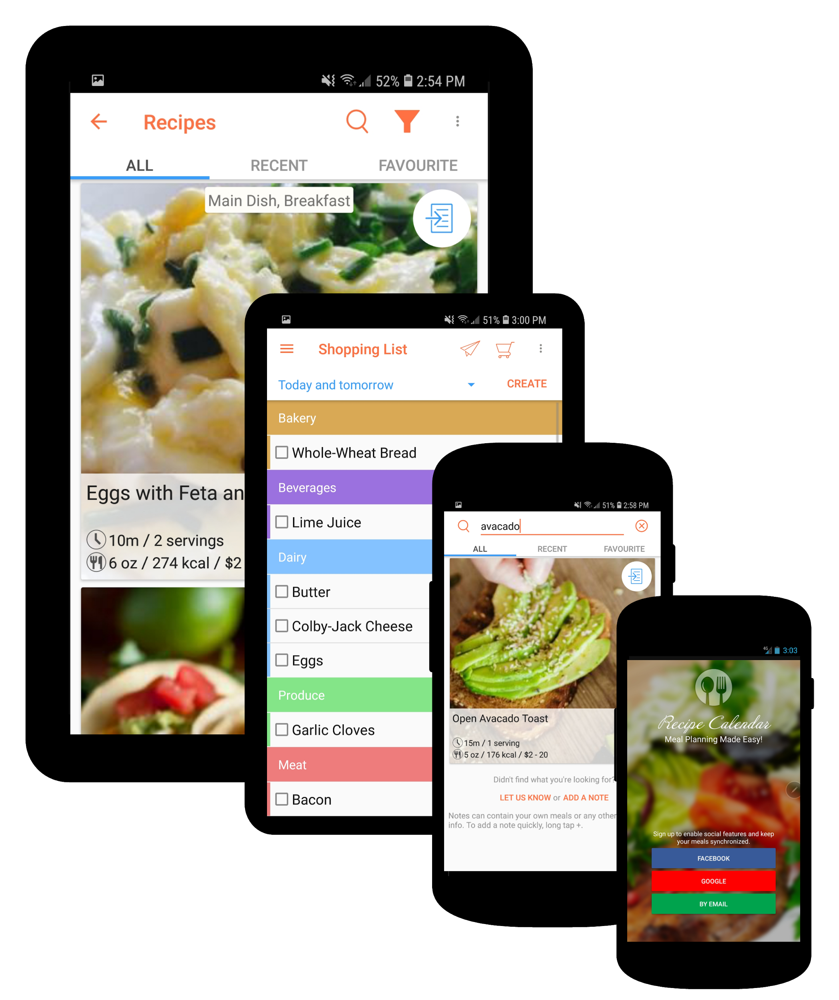 52% 2:54 PM
Recipes
ALL RECENT FAVOURITE
Main Dish, Breakfast
Eggs with Feta an
10m / 2 servings
6 oz / 274 kcal / $2
51% 3:00 PM
Shopping List
Today and tomorrow CREATE
Bakery
Whole-Wheat Bread
Beverages
Lime Juice
Dairy
Butter
Colby-Jack Cheese
Eggs
Produce
Garlic Cloves
Meat
Bacon
51% 2:58 PM
avacado
ALL RECENT FAVOURITE
Open Avacado Toast
15m / 1 serving
5 oz / 176 kcal / $2 - 20
Didn't find what you're looking for?
LET US KNOW or ADD A NOTE
Notes can contain your own meals or any other
info. To add a note quickly, long tap +.
4G 3:03
Recipe Calendar
Meal Planning Made Easy!
Sign up to enable social features and keep
your meals synchronized.
FACEBOOK
GOOGLE
BY EMAIL